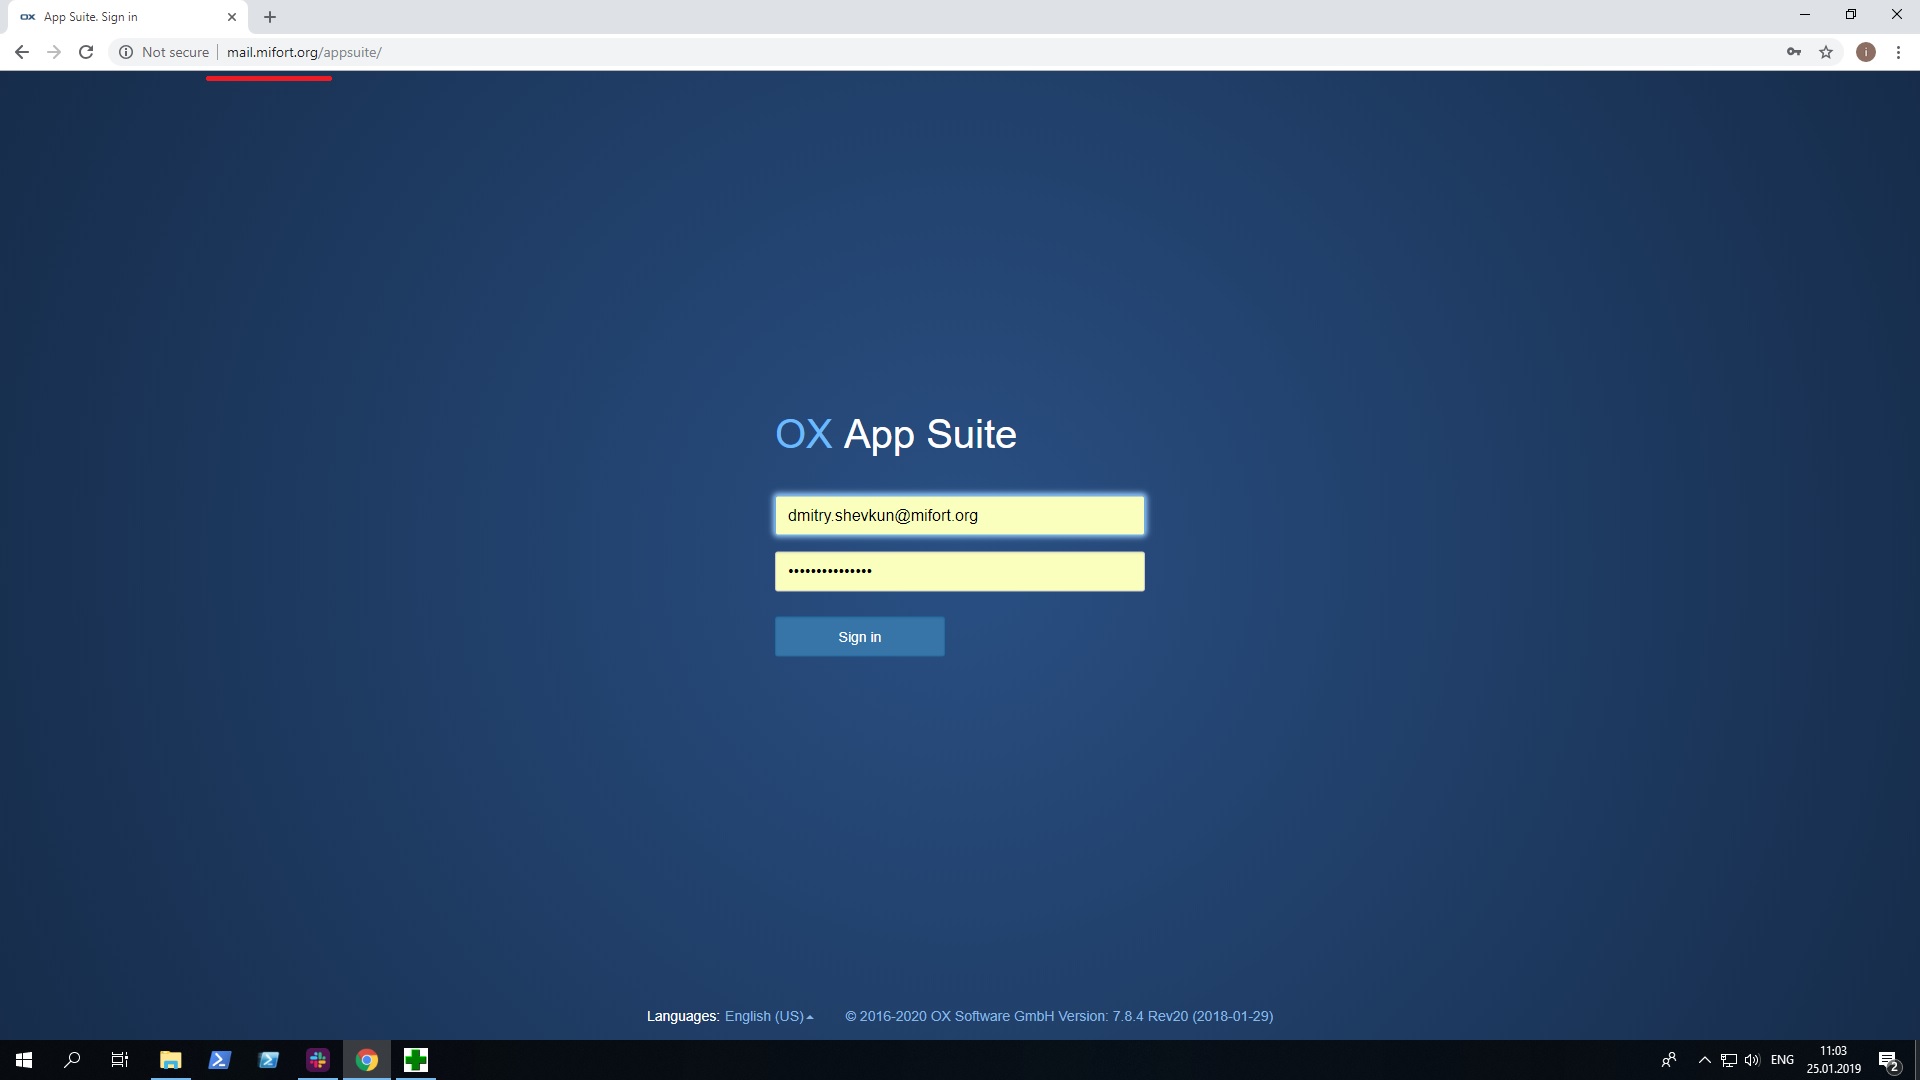 OX App Suite. Sign in
Not secure mail.mifort.org/appsuite/
i
OX App Suite
dmitry.shevkun@mifort.org
•••••••••••••••
Sign in
Languages: English (US) © 2016-2020 OX Software GmbH Version: 7.8.4 Rev20 (2018-01-29)
ENG
11:03
25.01.2019
2